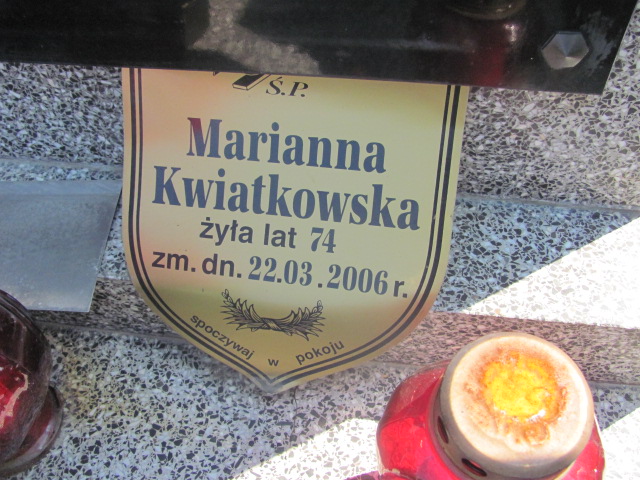 Ś.P.
Marianna
Kwiatkowska
żyła lat 74
zm. dn. 22.03.2006 r.
spoczywaj w pokoju